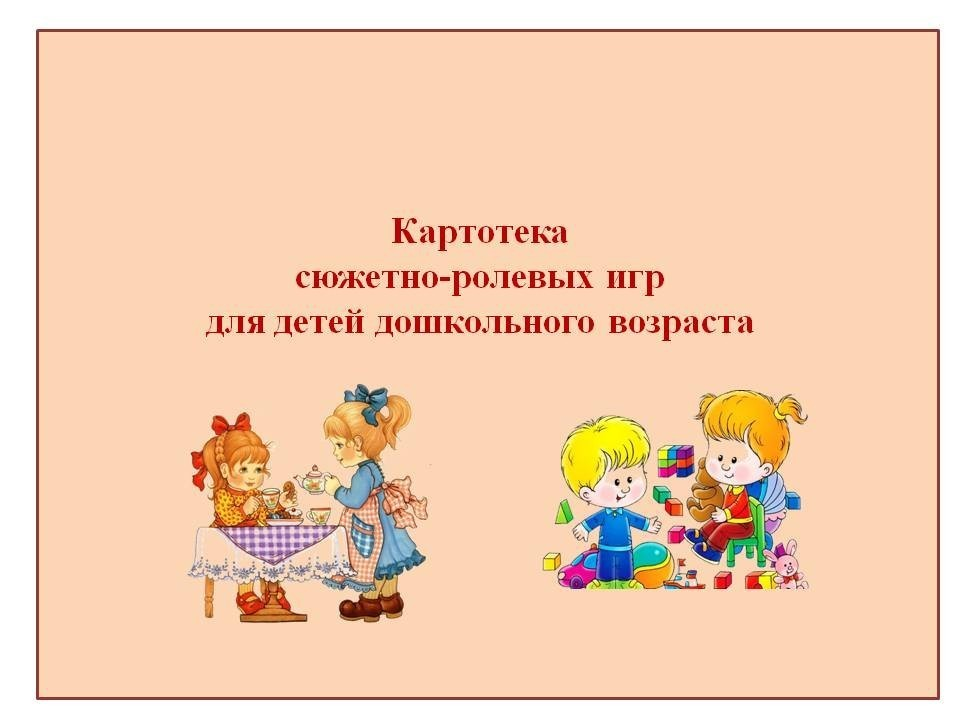 Картотека
сюжетно-ролевых игр
для детей дошкольного возраста